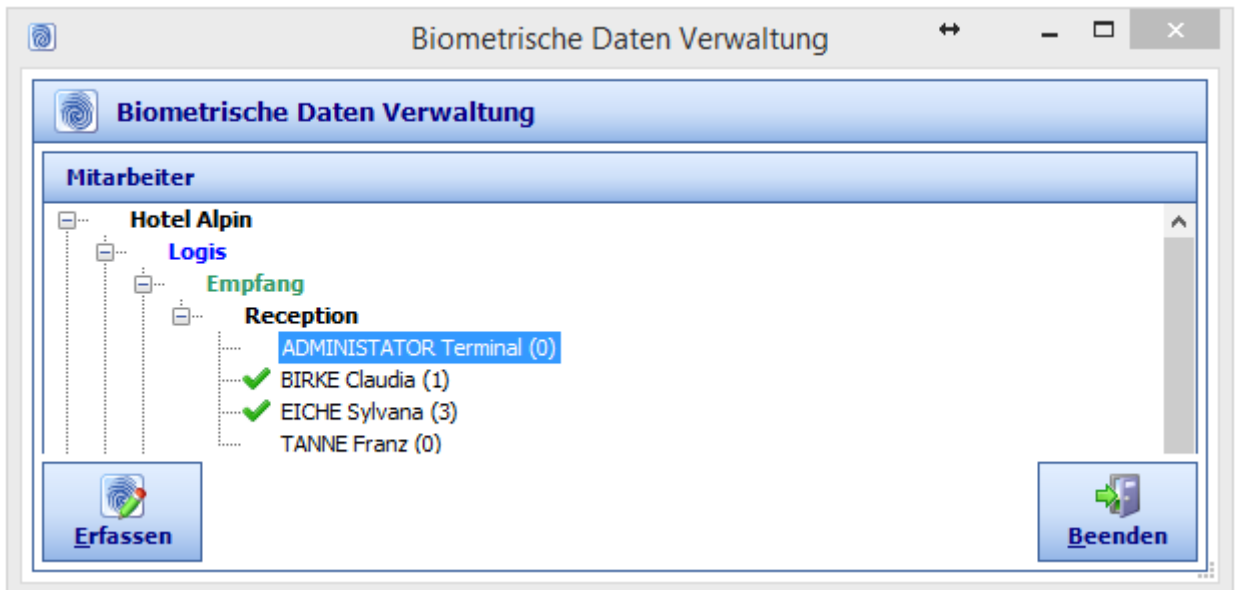 Biometrische Daten Verwaltung
Biometrische Daten Verwaltung
Mitarbeiter
Hotel Alpin
Logis
Empfang
Reception
ADMINISTATOR Terminal (0)
BIRKE Claudia (1)
EICHE Sylvana (3)
TANNE Franz (0)
Erfassen
Beenden